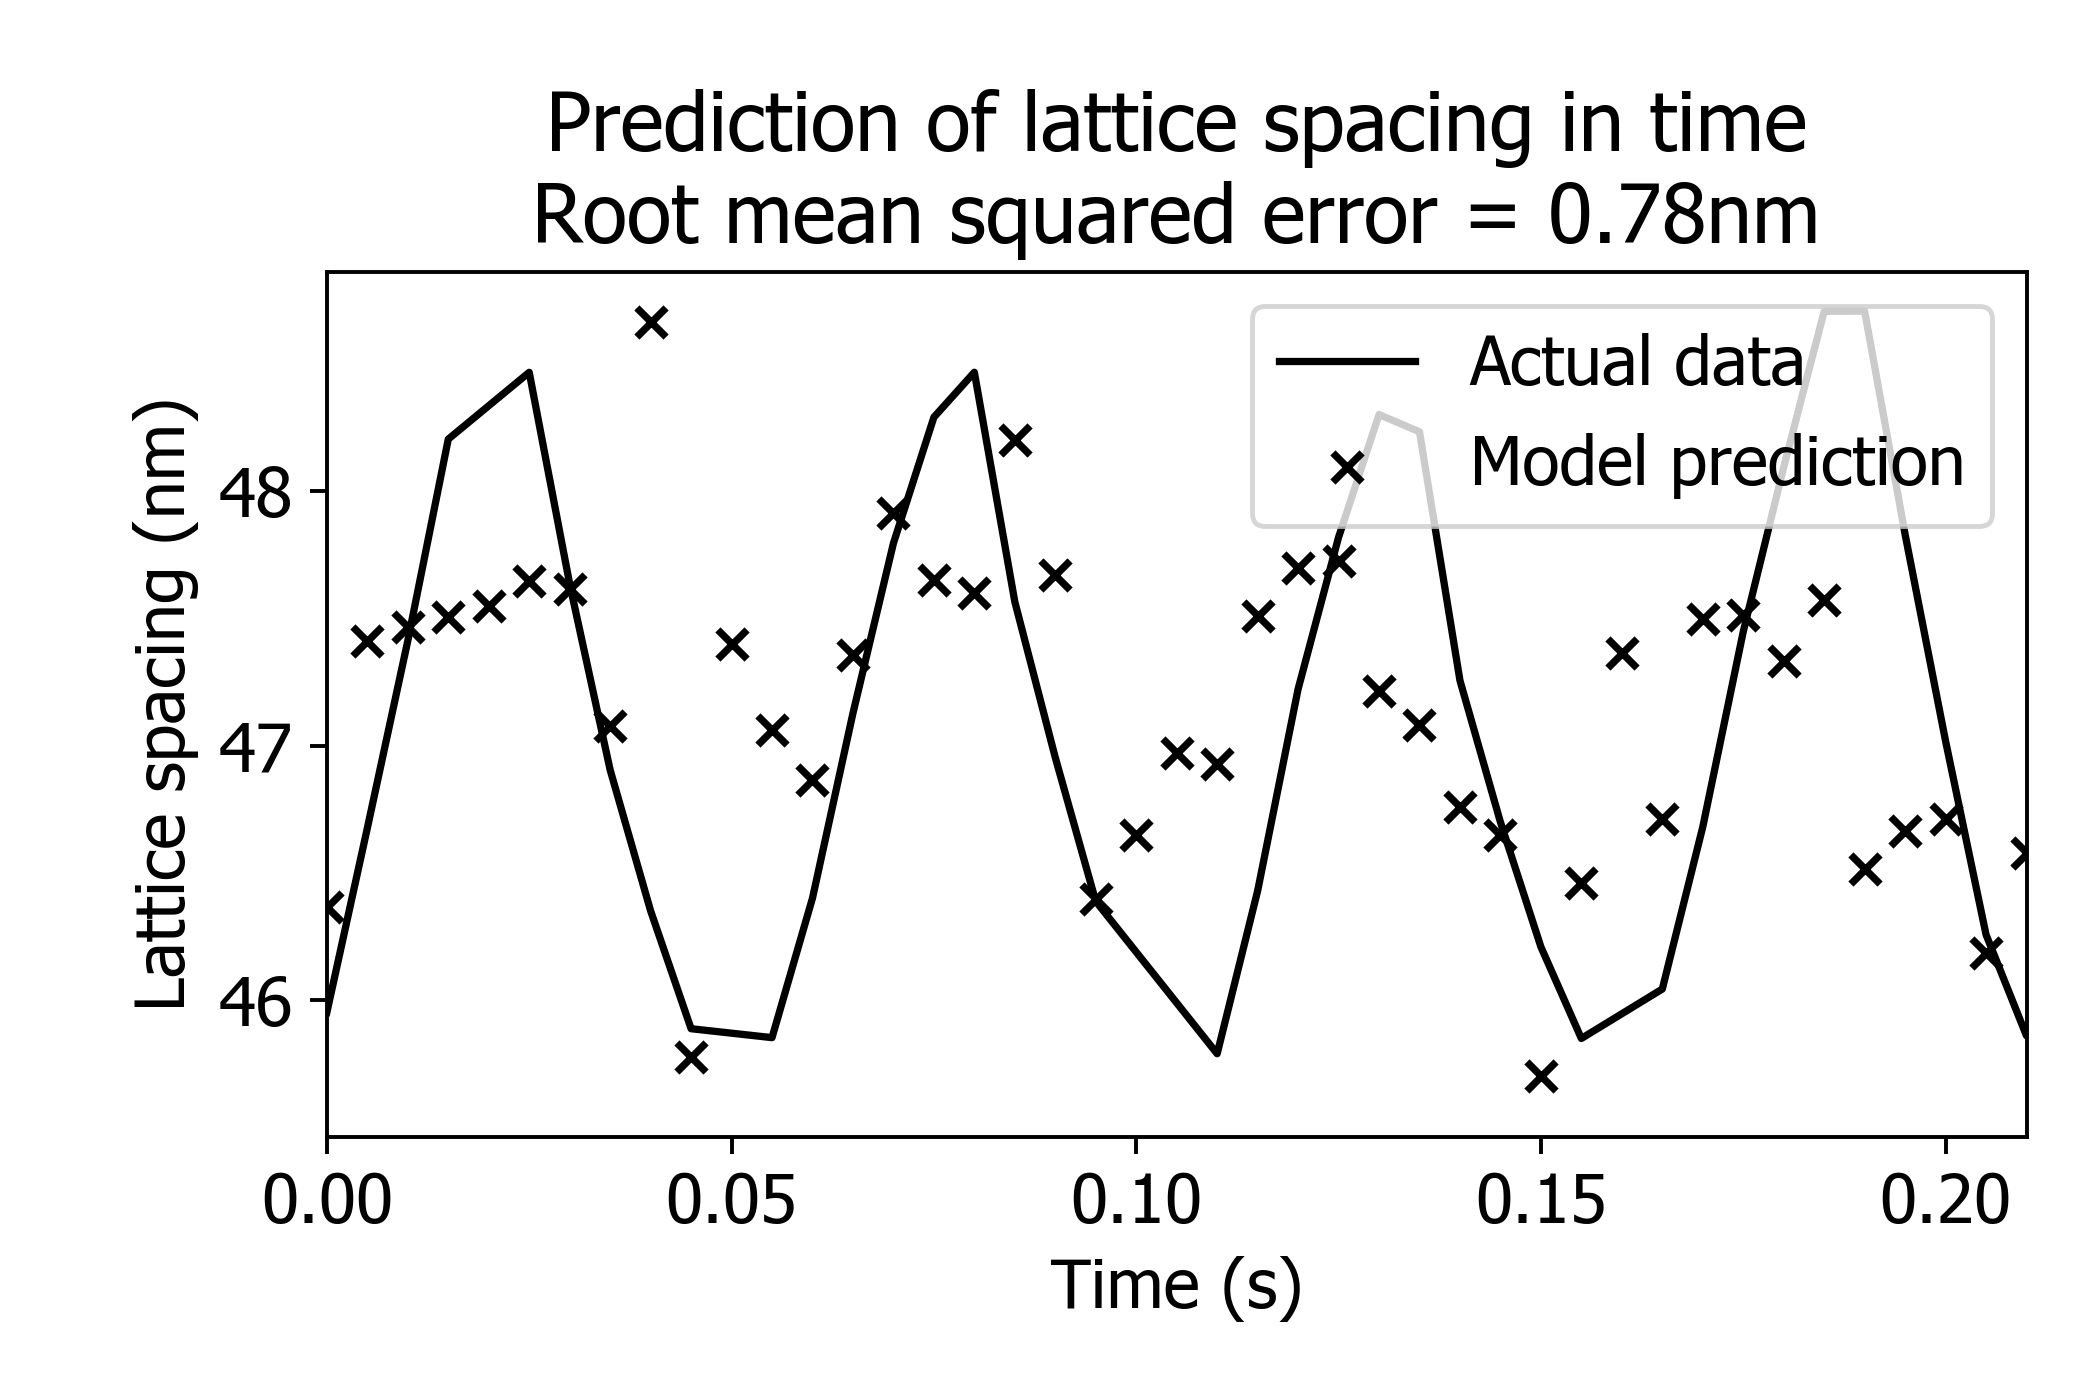 Prediction of lattice spacing in time
Root mean squared error = 0.78nm
Actual data
Model prediction
Lattice spacing (nm)
48
47
46
0.00
0.05
0.10
0.15
0.20
Time (s)